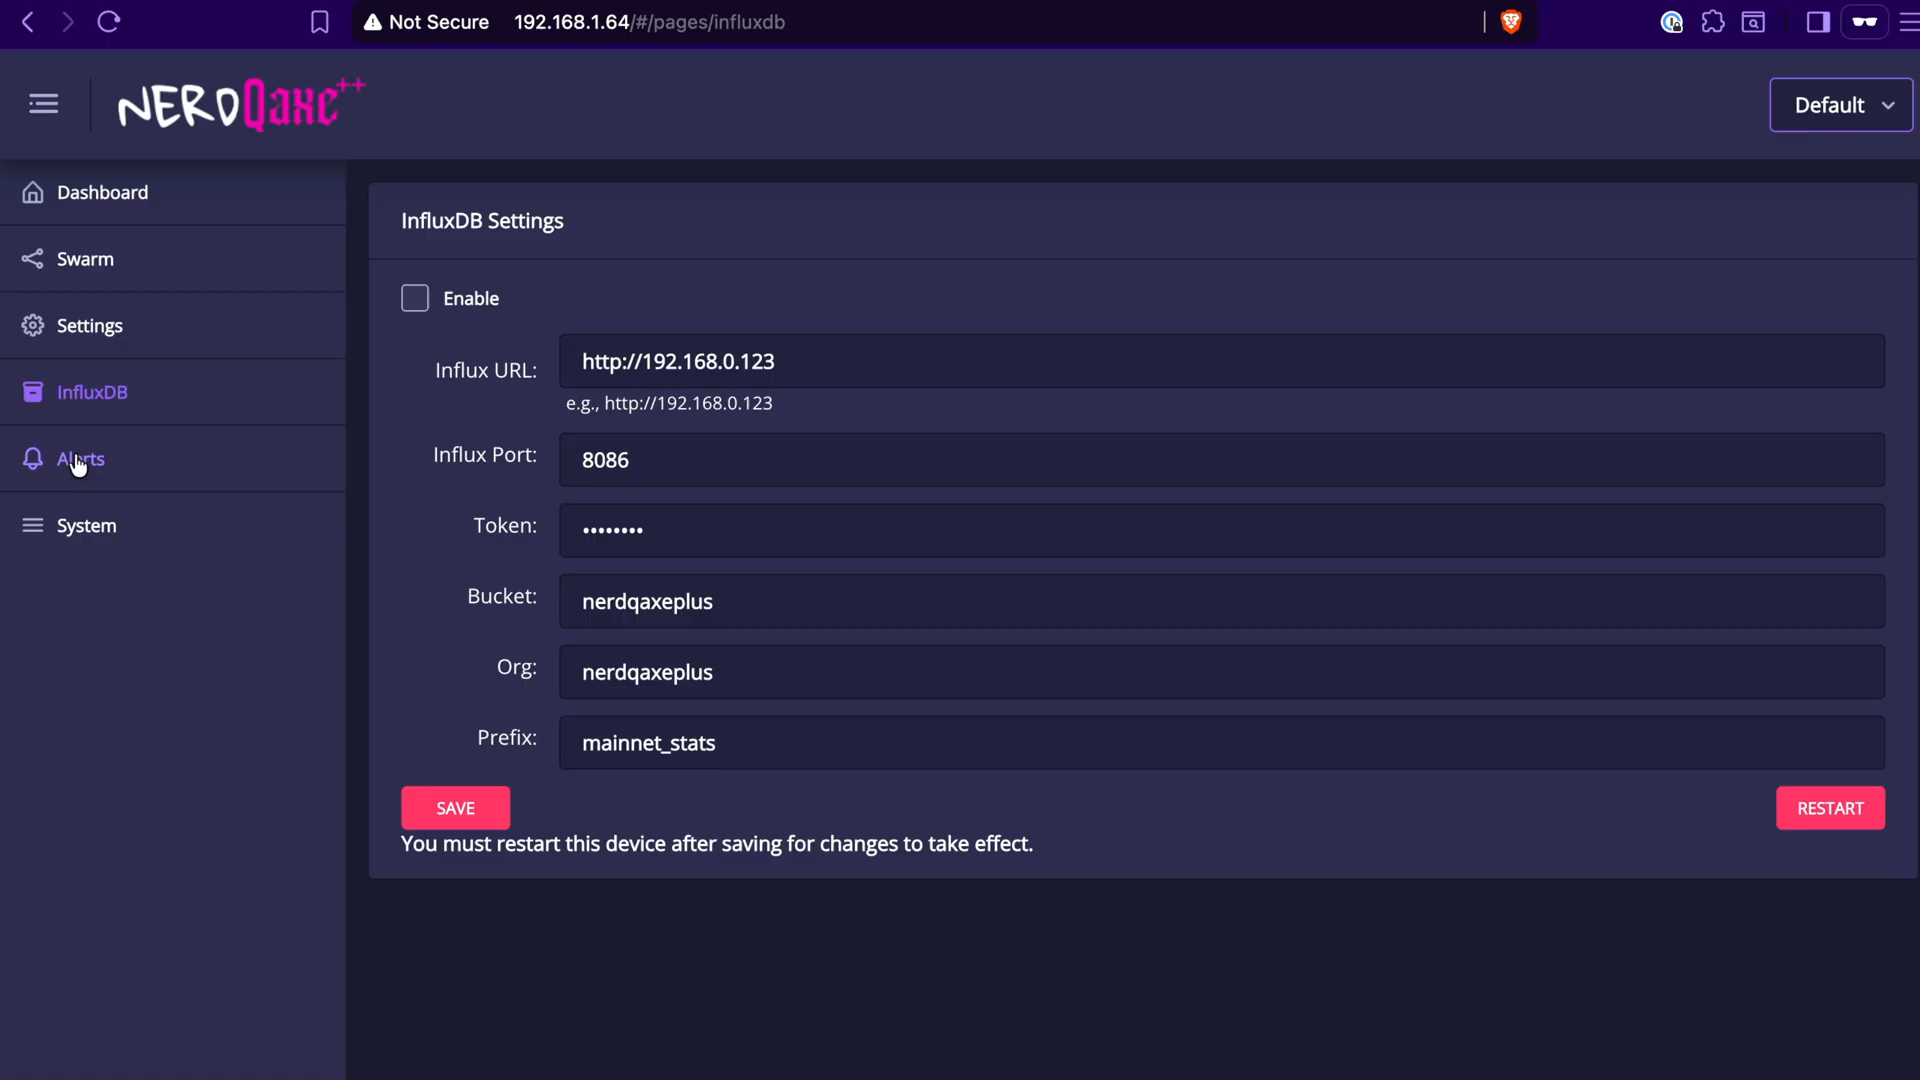 Not Secure 192.168.1.64/#/pages/influxdb
NERDQaxe++
Default
Dashboard
Swarm
Settings
InfluxDB
Alerts
System
InfluxDB Settings
Enable
Influx URL: http://192.168.0.123
e.g., http://192.168.0.123
Influx Port: 8086
Token: ••••••••
Bucket: nerdqaxeplus
Org: nerdqaxeplus
Prefix: mainnet_stats
SAVE
RESTART
You must restart this device after saving for changes to take effect.